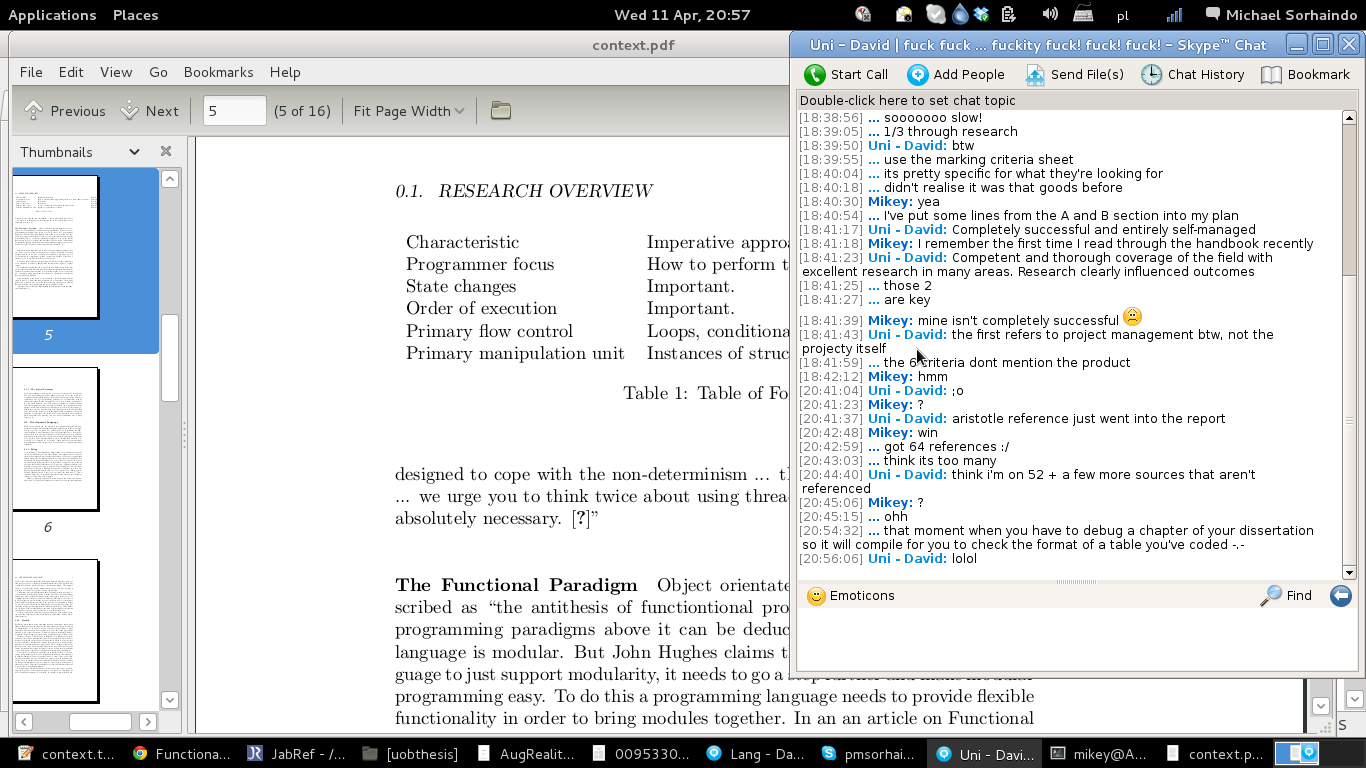 Applications Places
Wed 11 Apr, 20:57
pl
Michael Sorhaindo
context.pdf
File Edit View Go Bookmarks Help
Previous Next 5 (5 of 16) Fit Page Width
Thumbnails
5
6
0.1. RESEARCH OVERVIEW
Characteristic Imperative appro
Programmer focus How to perform t
State changes Important.
Order of execution Important.
Primary flow control Loops, conditiona
Primary manipulation unit Instances of struc
Table 1: Table of Fo
designed to cope with the non-determinism ... t
... we urge you to think twice about using threa
absolutely necessary. [?]”
The Functional Paradigm Object orientate
scribed as “the antithesis of functiontional pro
programming paradigms above it can be deduc
language is modular. But John Hughes claims t
guage to just support modularity, it needs to go a
programming easy. To do this a programming language needs to provide flexible
functionality in order to bring modules together. In an an article on Functional
Uni - David | fuck fuck ... fuckity fuck! fuck! fuck! - Skype™ Chat
Start Call Add People Send File(s) Chat History Bookmark
Double-click here to set chat topic
[18:38:56] ... sooooooo slow!
[18:39:05] ... 1/3 through research
[18:39:50] Uni - David: btw
[18:39:55] ... use the marking criteria sheet
[18:40:04] ... its pretty specific for what they're looking for
[18:40:18] ... didn't realise it was that goods before
[18:40:30] Mikey: yea
[18:40:54] ... I've put some lines from the A and B section into my plan
[18:41:17] Uni - David: Completely successful and entirely self-managed
[18:41:18] Mikey: I remember the first time I read through the handbook recently
[18:41:23] Uni - David: Competent and thorough coverage of the field with
excellent research in many areas. Research clearly influenced outcomes
[18:41:25] ... those 2
[18:41:27] ... are key
[18:41:39] Mikey: mine isn't completely successful
[18:41:43] Uni - David: the first refers to project management btw, not the
projecty itself
[18:41:59] ... the 6 criteria dont mention the product
[18:42:12] Mikey: hmm
[20:41:04] Uni - David: ;o
[20:41:23] Mikey: ?
[20:41:37] Uni - David: aristotle reference just went into the report
[20:42:48] Mikey: win
[20:42:59] ... got 64 references :/
[20:43:03] ... think its too many
[20:44:40] Uni - David: think i'm on 52 + a few more sources that aren't
referenced
[20:45:06] Mikey: ?
[20:45:15] ... ohh
[20:54:32] ... that moment when you have to debug a chapter of your dissertation
so it will compile for you to check the format of a table you've coded -.-
[20:56:06] Uni - David: lolol
Emoticons Find
S
context.t... Functiona... JabRef - /... [uobthesis] AugRealit... 0095330... Lang - Da... pmsorhai... Uni - Davi... mikey@A... context.p...